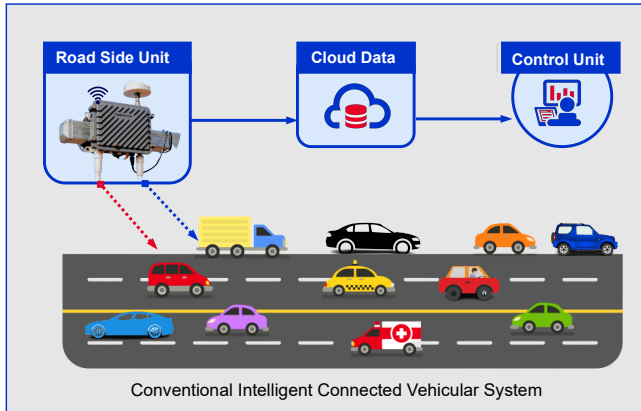 Road Side Unit
Cloud Data
Control Unit
Conventional Intelligent Connected Vehicular System